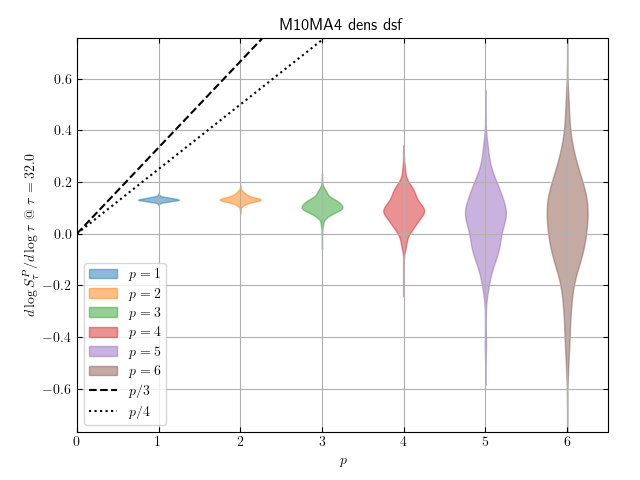 M10MA4 dens dsf
d log S_τ^p / d log τ @ τ = 32.0
0.6
0.4
0.2
0.0
−0.2
−0.4
−0.6
p = 1
p = 2
p = 3
p = 4
p = 5
p = 6
p/3
p/4
0
1
2
3
4
5
6
p